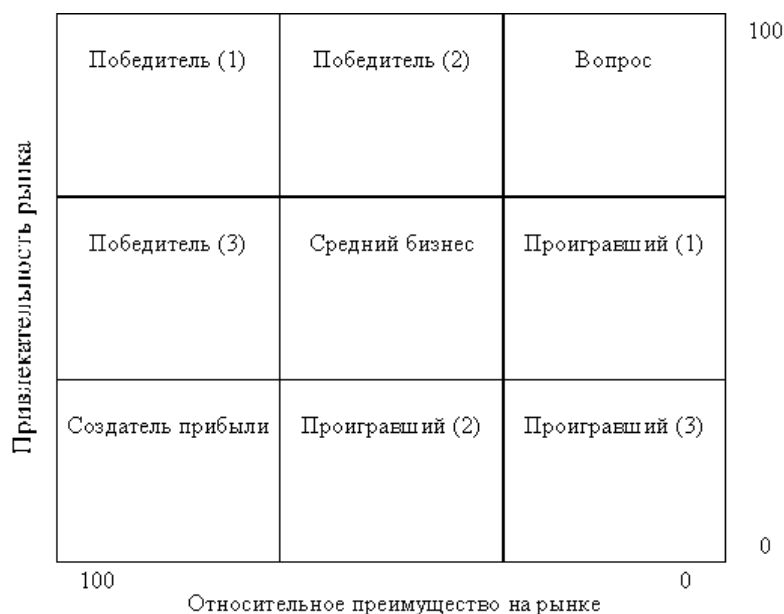 100
Победитель (1) Победитель (2) Вопрос
Привлекательность рынка
Победитель (3) Средний бизнес Проигравший (1)
Создатель прибыли Проигравший (2) Проигравший (3)
0
100 0
Относительное преимущество на рынке